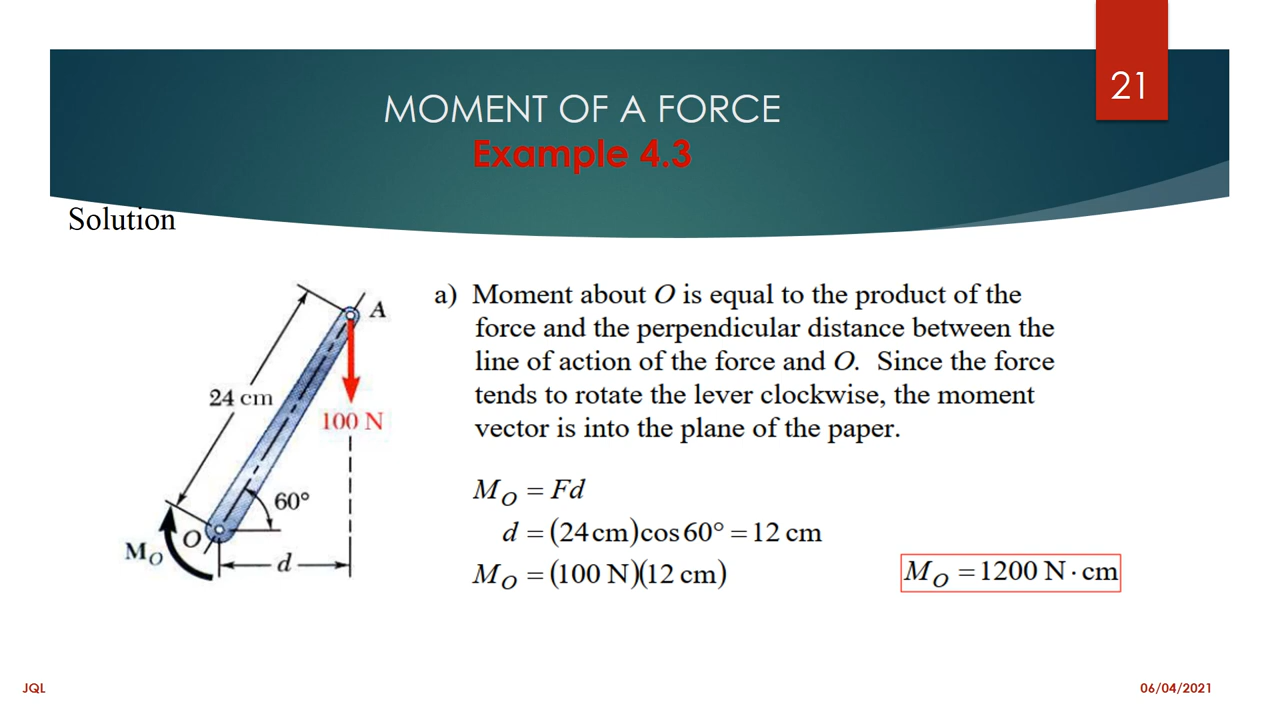 21
MOMENT OF A FORCE
Example 4.3
Solution
A
24 cm
100 N
60°
O
M_O
d
a) Moment about O is equal to the product of the
force and the perpendicular distance between the
line of action of the force and O. Since the force
tends to rotate the lever clockwise, the moment
vector is into the plane of the paper.
M_O = Fd
d = (24 cm)cos 60° = 12 cm
M_O = (100 N)(12 cm)
M_O = 1200 N · cm
JQL
06/04/2021